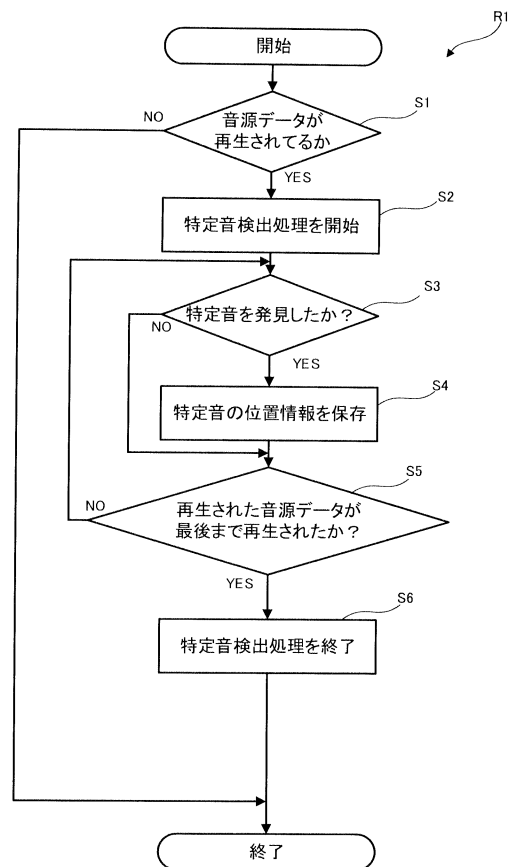 R1
開始
S1
音源データが
再生されてるか
NO
YES
S2
特定音検出処理を開始
S3
特定音を発見したか？
NO
YES
S4
特定音の位置情報を保存
S5
再生された音源データが
最後まで再生されたか？
NO
YES
S6
特定音検出処理を終了
終了